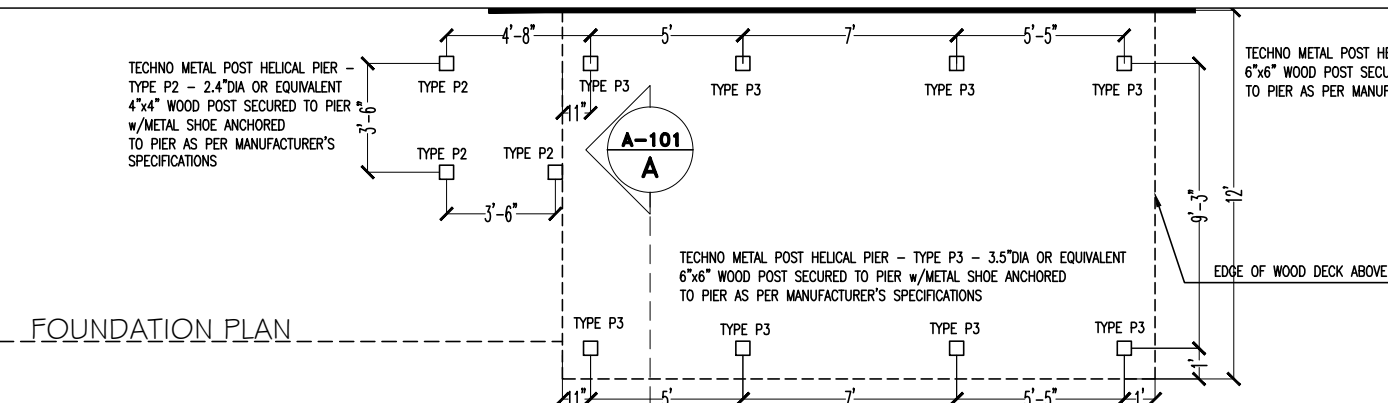 4'-8"
5'
7'
5'-5"
TECHNO METAL POST HELICAL PIER –
TYPE P2 – 2.4"DIA OR EQUIVALENT
4"x4" WOOD POST SECURED TO PIER
w/METAL SHOE ANCHORED
TO PIER AS PER MANUFACTURER'S
SPECIFICATIONS
3'-6"
TYPE P2
TYPE P3
TYPE P3
TYPE P3
TYPE P3
11"
TECHNO METAL POST HE
6"x6" WOOD POST SECU
TO PIER AS PER MANUF
A-101
A
TYPE P2
TYPE P2
3'-6"
9'-3"
12'
TECHNO METAL POST HELICAL PIER – TYPE P3 – 3.5"DIA OR EQUIVALENT
6"x6" WOOD POST SECURED TO PIER w/METAL SHOE ANCHORED
TO PIER AS PER MANUFACTURER'S SPECIFICATIONS
EDGE OF WOOD DECK ABOVE
FOUNDATION PLAN
TYPE P3
TYPE P3
TYPE P3
TYPE P3
1'
11"
5'
7'
5'-5"
1'